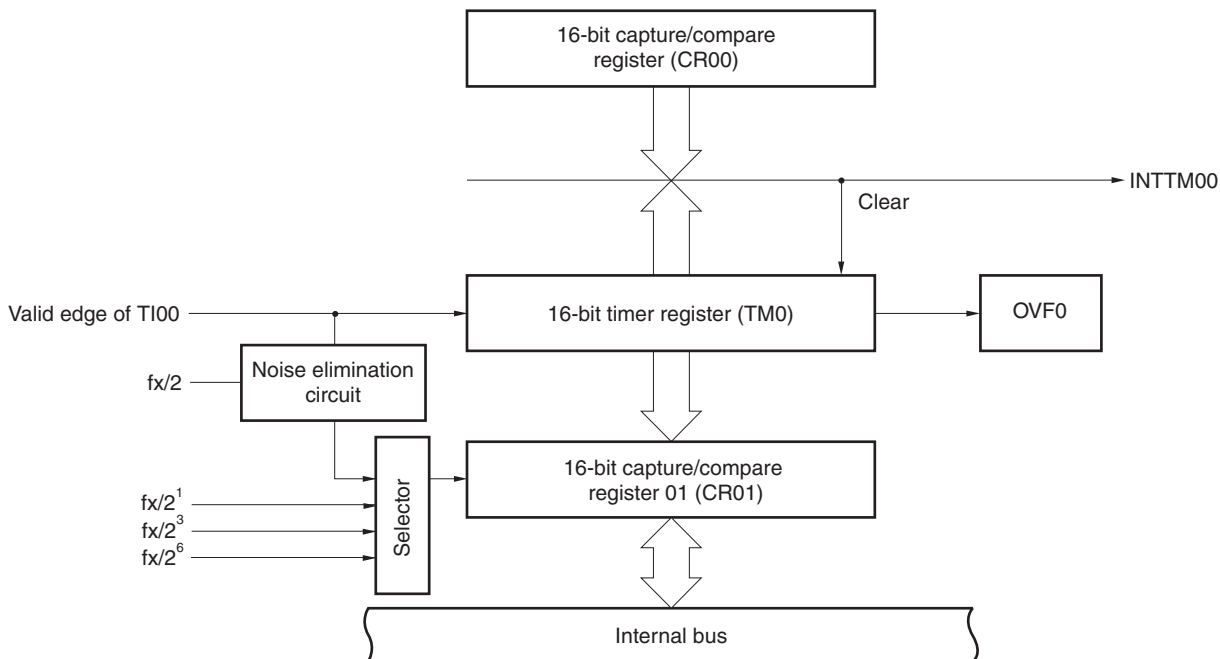 16-bit capture/compare
register (CR00)
INTTM00
Clear
Valid edge of TI00
16-bit timer register (TM0)
OVF0
fx/2
Noise elimination
circuit
16-bit capture/compare
register 01 (CR01)
Selector
fx/2¹
fx/2³
fx/2⁶
Internal bus